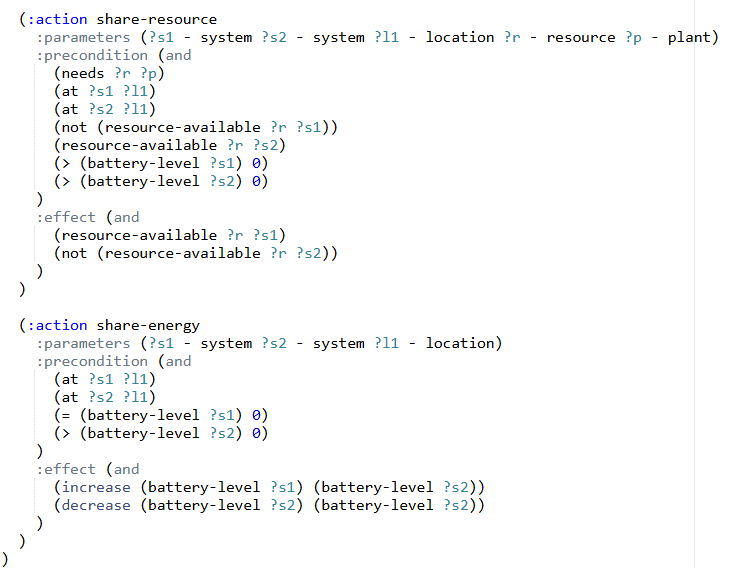 (:action share-resource
:parameters (?s1 - system ?s2 - system ?l1 - location ?r - resource ?p - plant)
:precondition (and
(needs ?r ?p)
(at ?s1 ?l1)
(at ?s2 ?l1)
(not (resource-available ?r ?s1))
(resource-available ?r ?s2)
(> (battery-level ?s1) 0)
(> (battery-level ?s2) 0)
)
:effect (and
(resource-available ?r ?s1)
(not (resource-available ?r ?s2))
)
)
(:action share-energy
:parameters (?s1 - system ?s2 - system ?l1 - location)
:precondition (and
(at ?s1 ?l1)
(at ?s2 ?l1)
(= (battery-level ?s1) 0)
(> (battery-level ?s2) 0)
)
:effect (and
(increase (battery-level ?s1) (battery-level ?s2))
(decrease (battery-level ?s2) (battery-level ?s2))
)
)
)